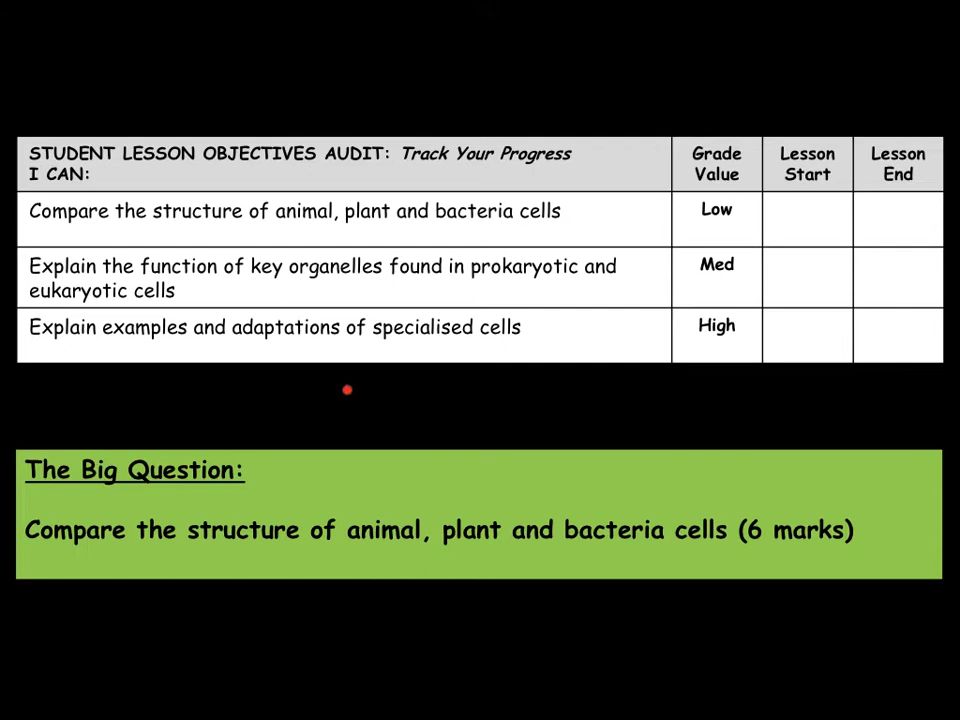 STUDENT LESSON OBJECTIVES AUDIT: Track Your Progress
I CAN:
Grade
Value
Lesson
Start
Lesson
End
Compare the structure of animal, plant and bacteria cells
Low
Explain the function of key organelles found in prokaryotic and
eukaryotic cells
Med
Explain examples and adaptations of specialised cells
High
The Big Question:
Compare the structure of animal, plant and bacteria cells (6 marks)